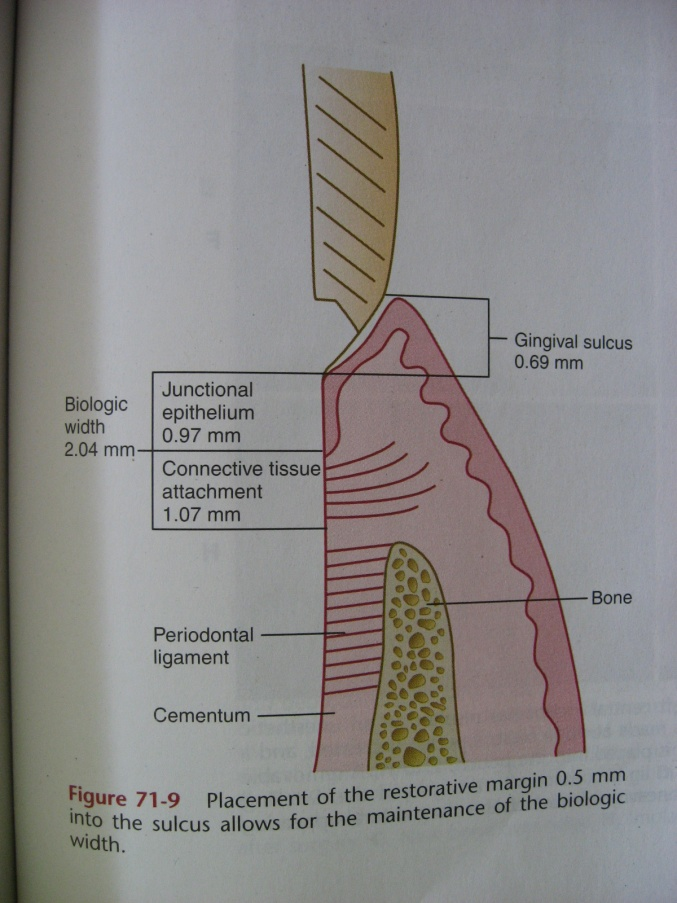 Gingival sulcus
0.69 mm
Biologic
width
2.04 mm
Junctional
epithelium
0.97 mm
Connective tissue
attachment
1.07 mm
Bone
Periodontal
ligament
Cementum
Figure 71-9 Placement of the restorative margin 0.5 mm
into the sulcus allows for the maintenance of the biologic
width.